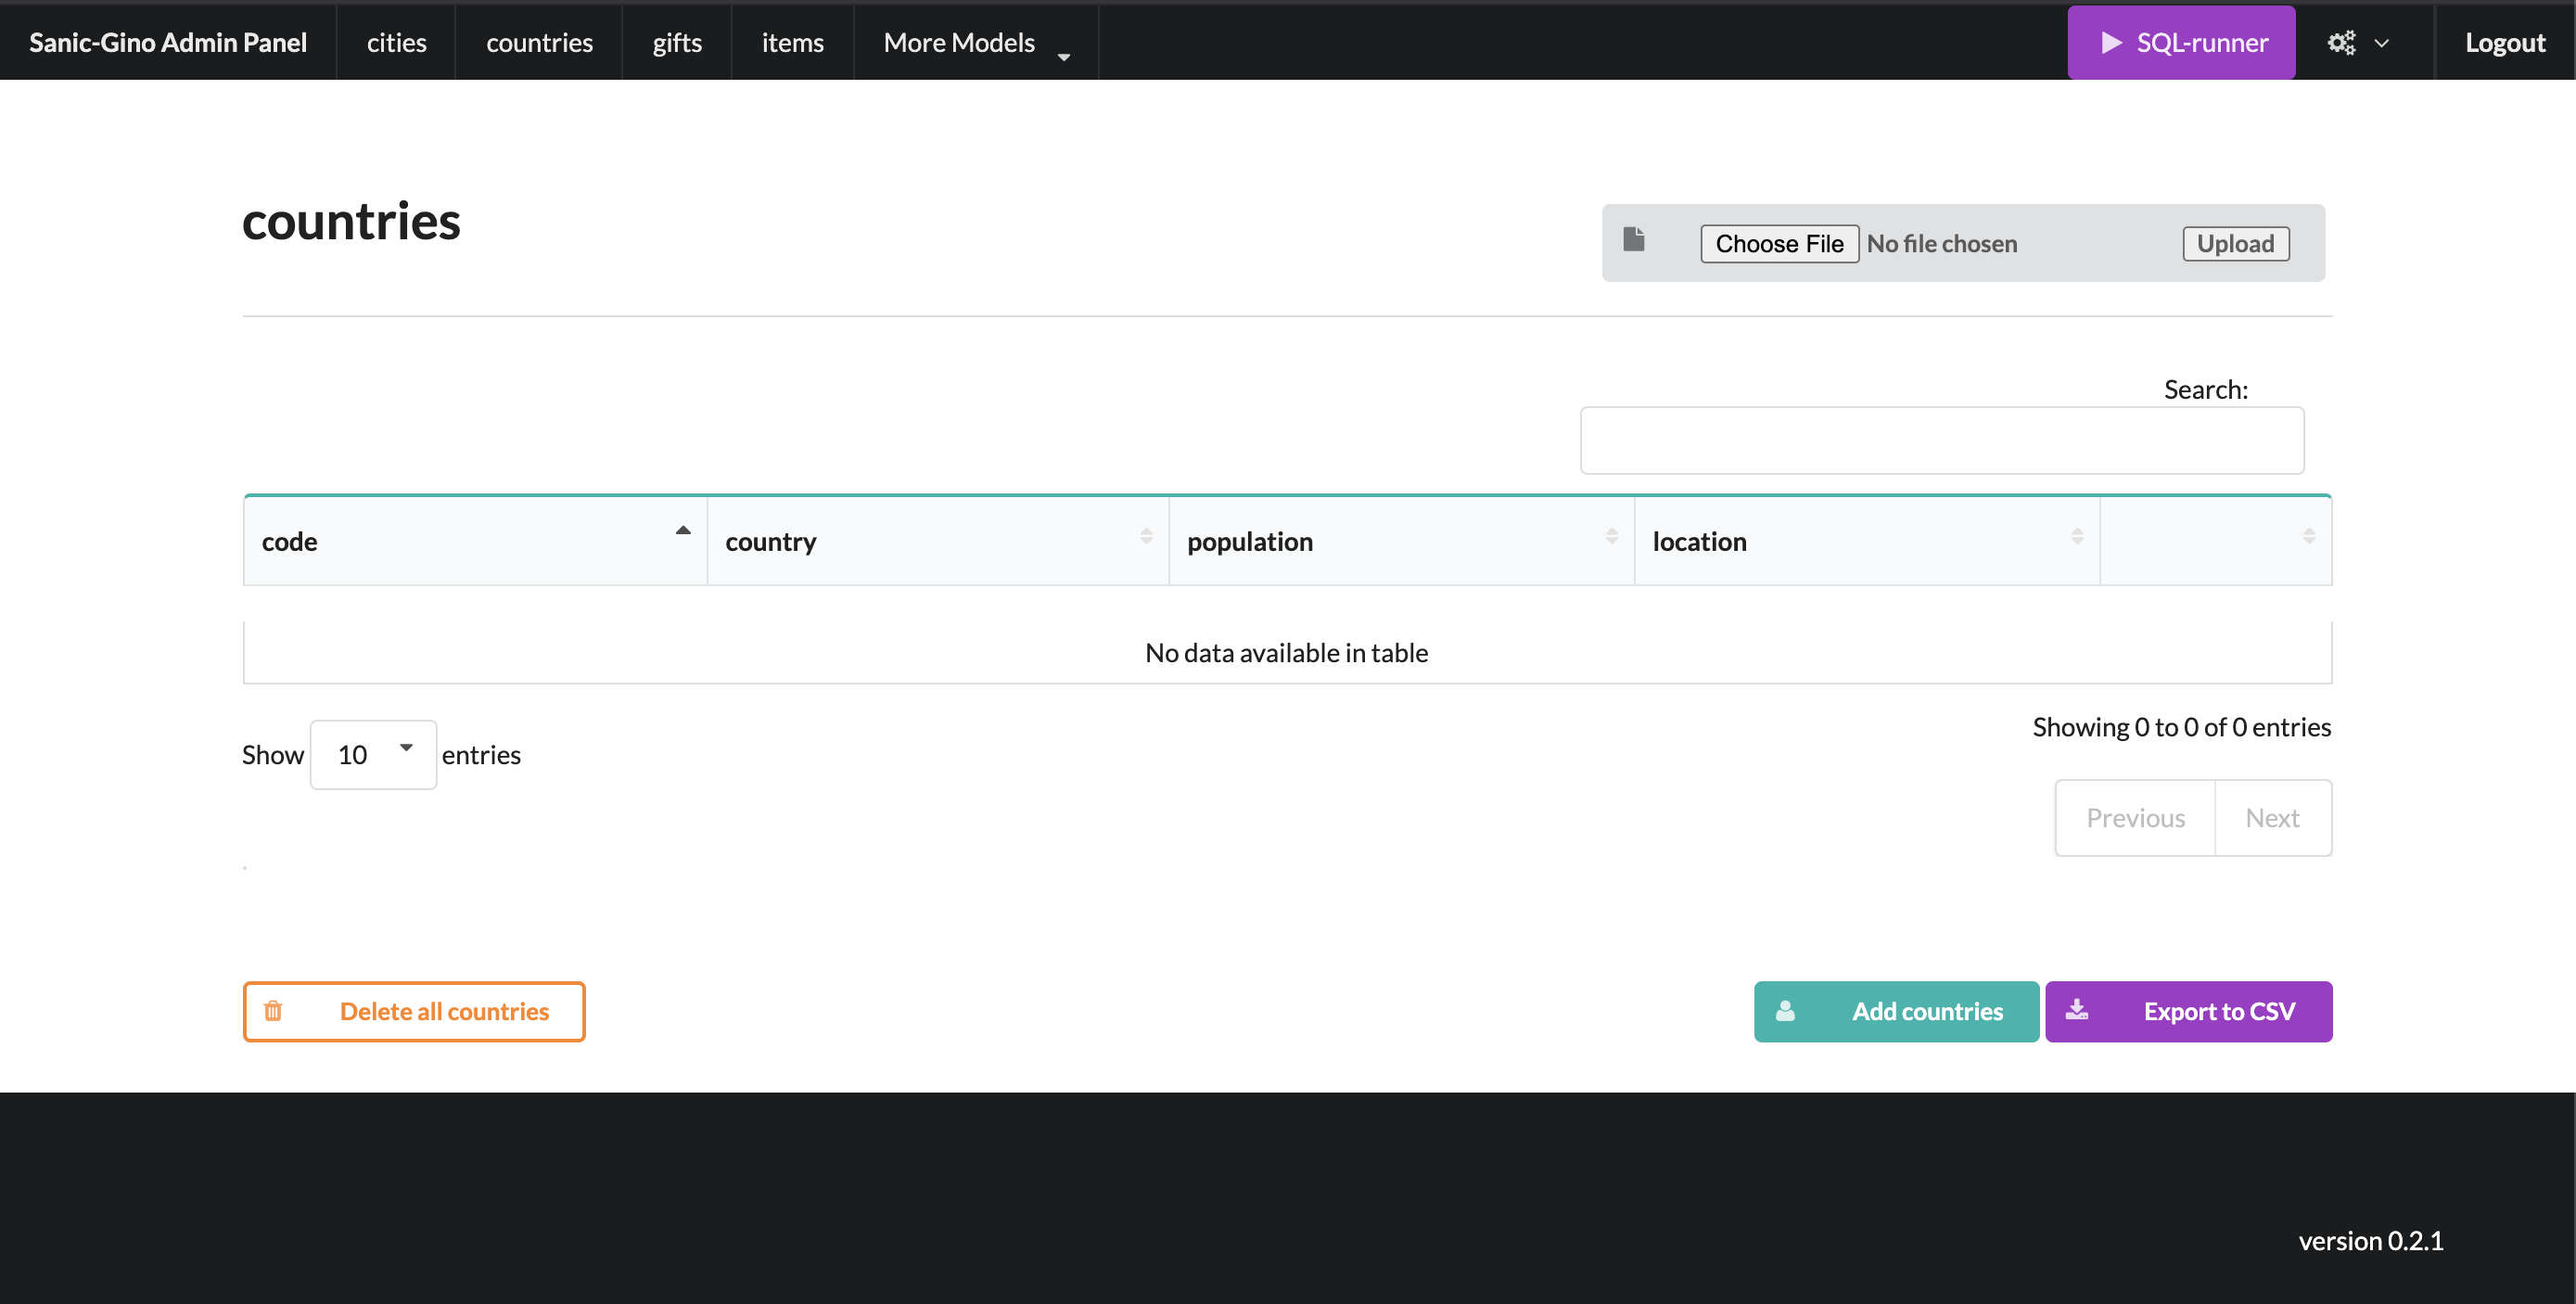 Sanic-Gino Admin Panel cities countries gifts items More Models SQL-runner Logout
countries
Choose File No file chosen Upload
Search:
code country population location
No data available in table
Showing 0 to 0 of 0 entries
Show 10 entries
Previous Next
Delete all countries Add countries Export to CSV
version 0.2.1